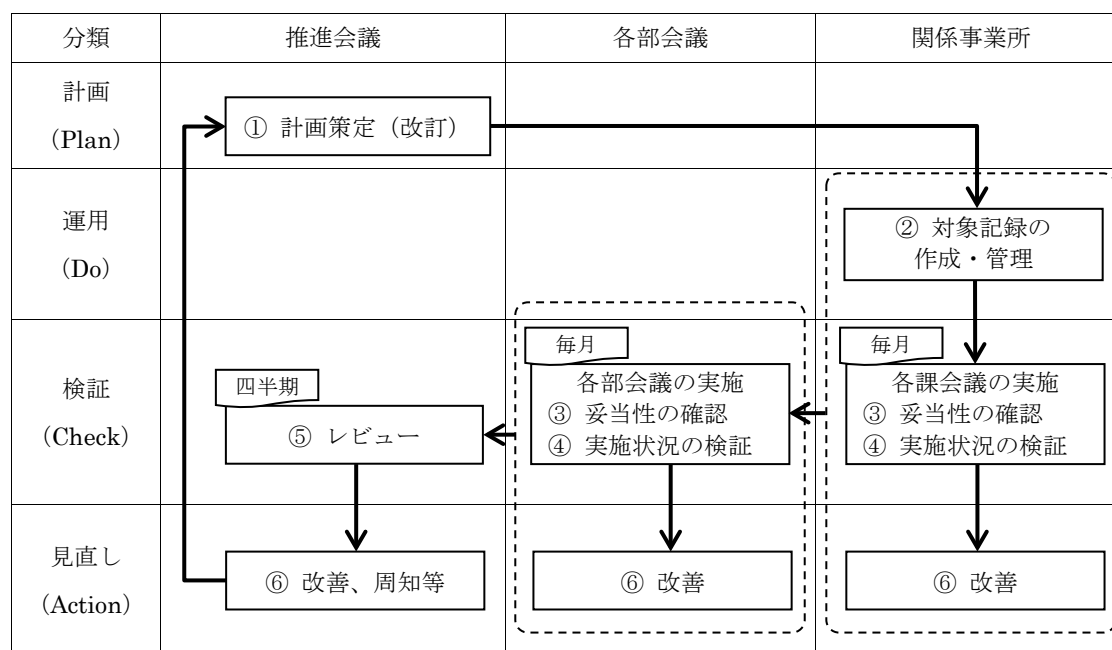 分類
推進会議
各部会議
関係事業所
計画
(Plan)
① 計画策定（改訂）
運用
(Do)
② 対象記録の
作成・管理
検証
(Check)
四半期
⑤ レビュー
毎月
各部会議の実施
③ 妥当性の確認
④ 実施状況の検証
毎月
各課会議の実施
③ 妥当性の確認
④ 実施状況の検証
見直し
(Action)
⑥ 改善、周知等
⑥ 改善
⑥ 改善